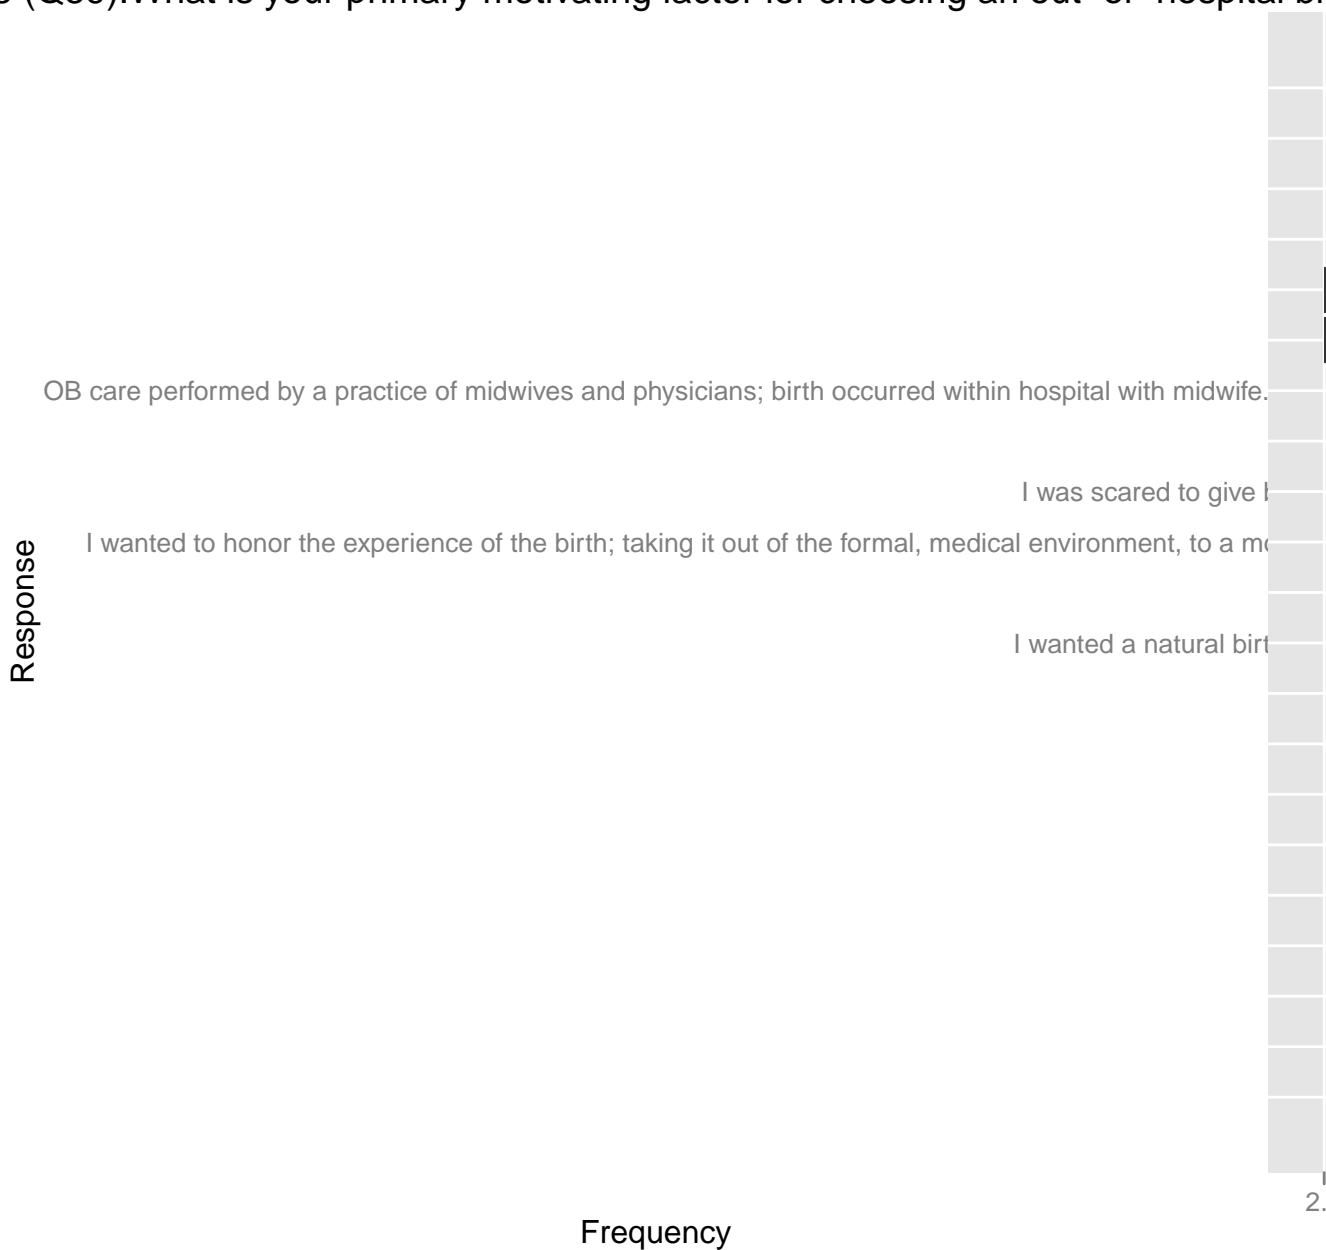 (Q36).What is your primary motivating factor for choosing an out−of−hospital
OB care performed by a practice of midwives and physicians; birth occurred within hospital with midwife.
I was scared to give
I wanted to honor the experience of the birth; taking it out of the formal, medical environment, to a
Response
I wanted a natural
2.
Frequency